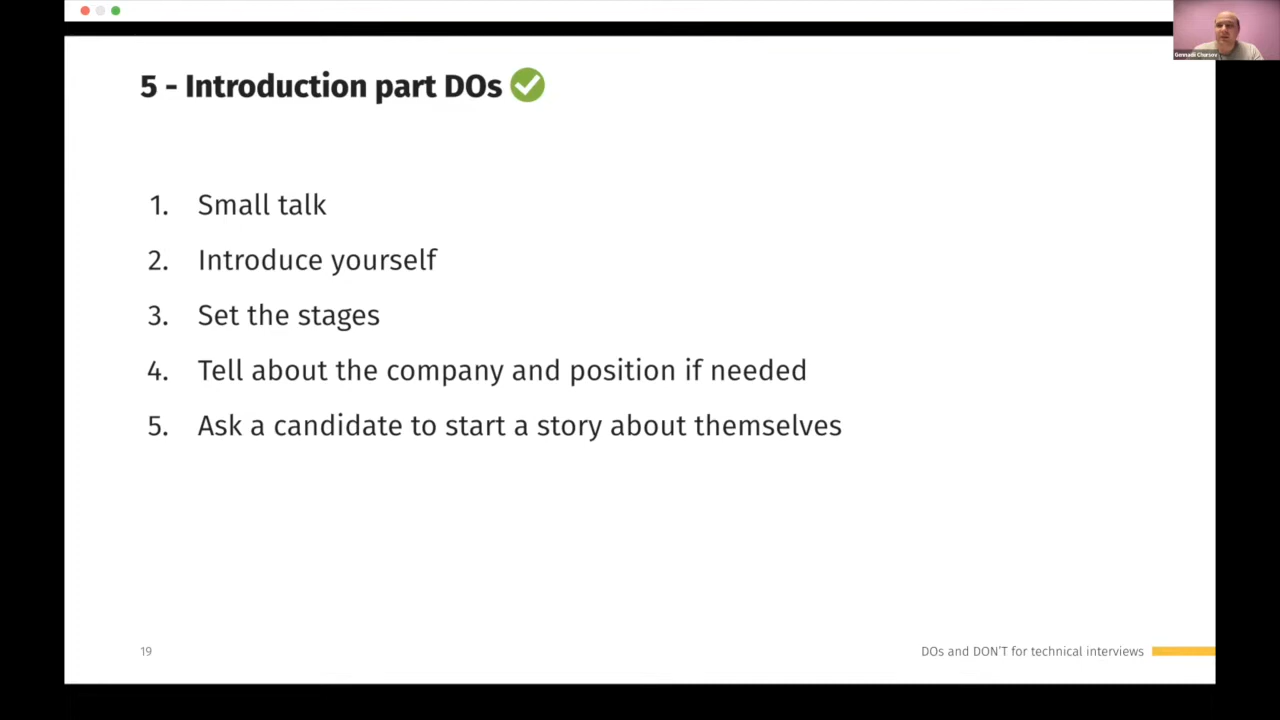 5 - Introduction part DOs
1. Small talk
2. Introduce yourself
3. Set the stages
4. Tell about the company and position if needed
5. Ask a candidate to start a story about themselves
19
DOs and DON'T for technical interviews